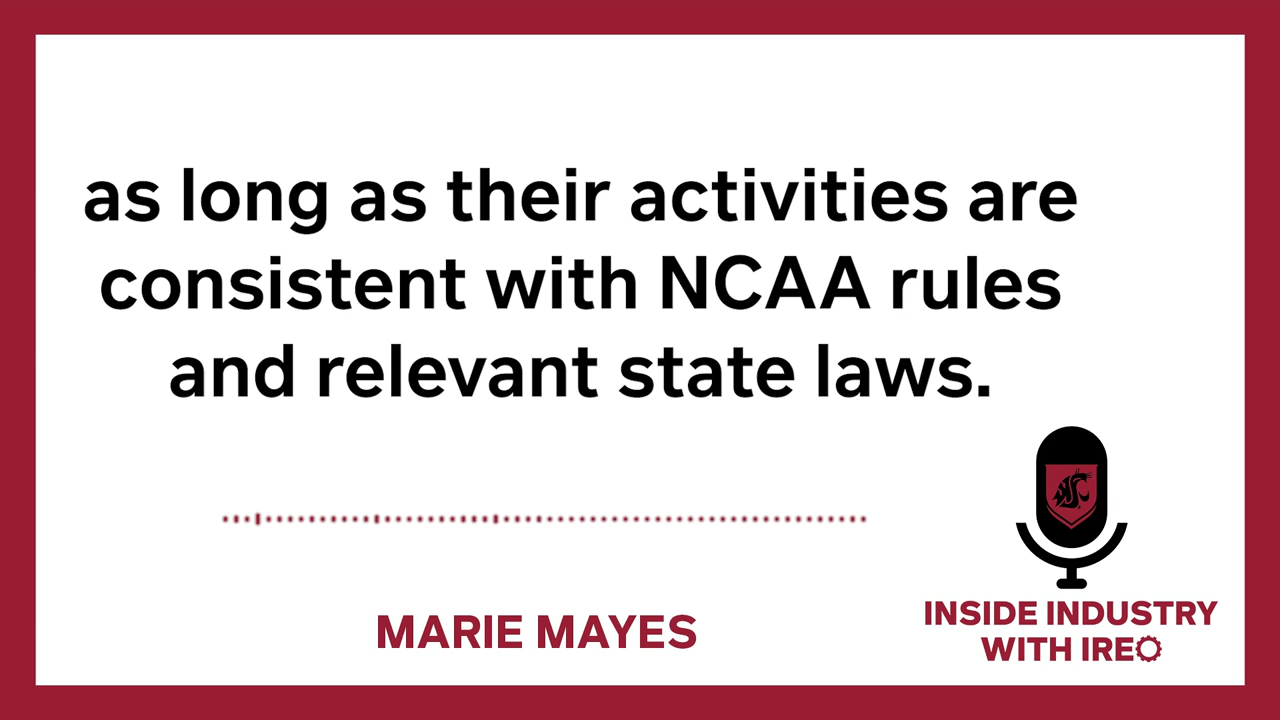 as long as their activities are
consistent with NCAA rules
and relevant state laws.
MARIE MAYES
INSIDE INDUSTRY
WITH IREO